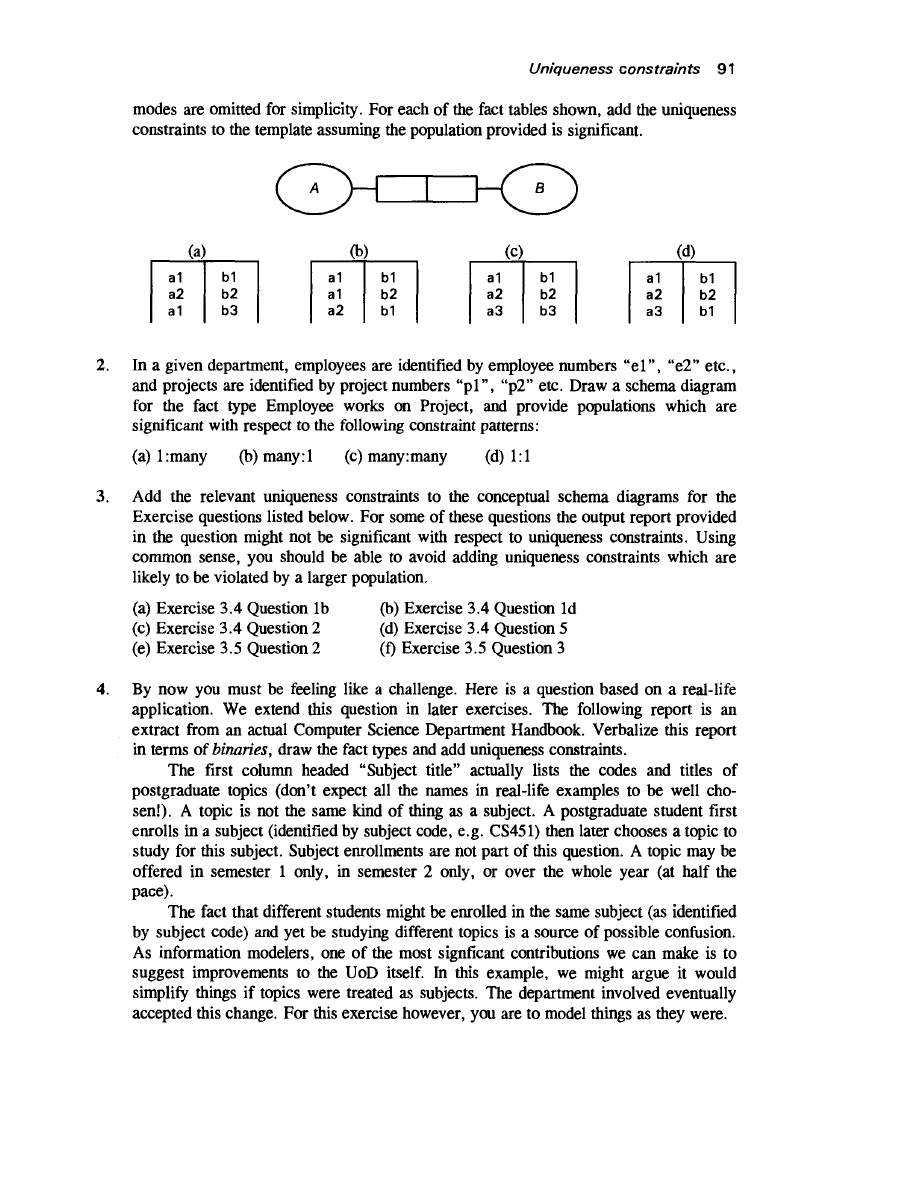 Uniqueness constraints 91
modes are omitted for simplicity. For each of the fact tables shown, add the uniqueness
constraints to the template assuming the population provided is significant.
A B
(a) (b) (c) (d)
a1 b1 a1 b1 a1 b1 a1 b1
a2 b2 a1 b2 a2 b2 a2 b2
a1 b3 a2 b1 a3 b3 a3 b1
2. In a given department, employees are identified by employee numbers “e1”, “e2” etc.,
and projects are identified by project numbers “p1”, “p2” etc. Draw a schema diagram
for the fact type Employee works on Project, and provide populations which are
significant with respect to the following constraint patterns:
(a) 1:many (b) many:1 (c) many:many (d) 1:1
3. Add the relevant uniqueness constraints to the conceptual schema diagrams for the
Exercise questions listed below. For some of these questions the output report provided
in the question might not be significant with respect to uniqueness constraints. Using
common sense, you should be able to avoid adding uniqueness constraints which are
likely to be violated by a larger population.
(a) Exercise 3.4 Question 1b (b) Exercise 3.4 Question 1d
(c) Exercise 3.4 Question 2 (d) Exercise 3.4 Question 5
(e) Exercise 3.5 Question 2 (f) Exercise 3.5 Question 3
4. By now you must be feeling like a challenge. Here is a question based on a real-life
application. We extend this question in later exercises. The following report is an
extract from an actual Computer Science Department Handbook. Verbalize this report
in terms of binaries, draw the fact types and add uniqueness constraints.
The first column headed “Subject title” actually lists the codes and titles of
postgraduate topics (don’t expect all the names in real-life examples to be well cho-
sen!). A topic is not the same kind of thing as a subject. A postgraduate student first
enrolls in a subject (identified by subject code, e.g. CS451) then later chooses a topic to
study for this subject. Subject enrollments are not part of this question. A topic may be
offered in semester 1 only, in semester 2 only, or over the whole year (at half the
pace).
The fact that different students might be enrolled in the same subject (as identified
by subject code) and yet be studying different topics is a source of possible confusion.
As information modelers, one of the most signficant contributions we can make is to
suggest improvements to the UoD itself. In this example, we might argue it would
simplify things if topics were treated as subjects. The department involved eventually
accepted this change. For this exercise however, you are to model things as they were.